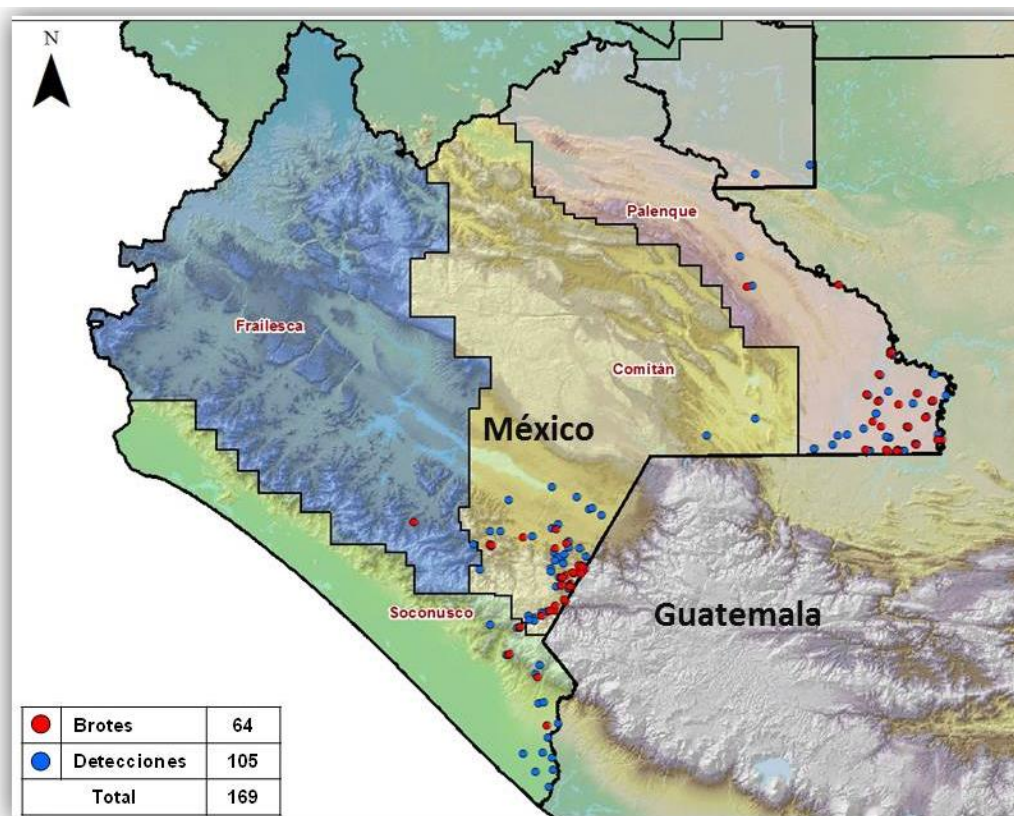 N
Palenque
Frailesca
Comitán
México
Soconusco
Guatemala
Brotes 64
Detecciones 105
Total 169